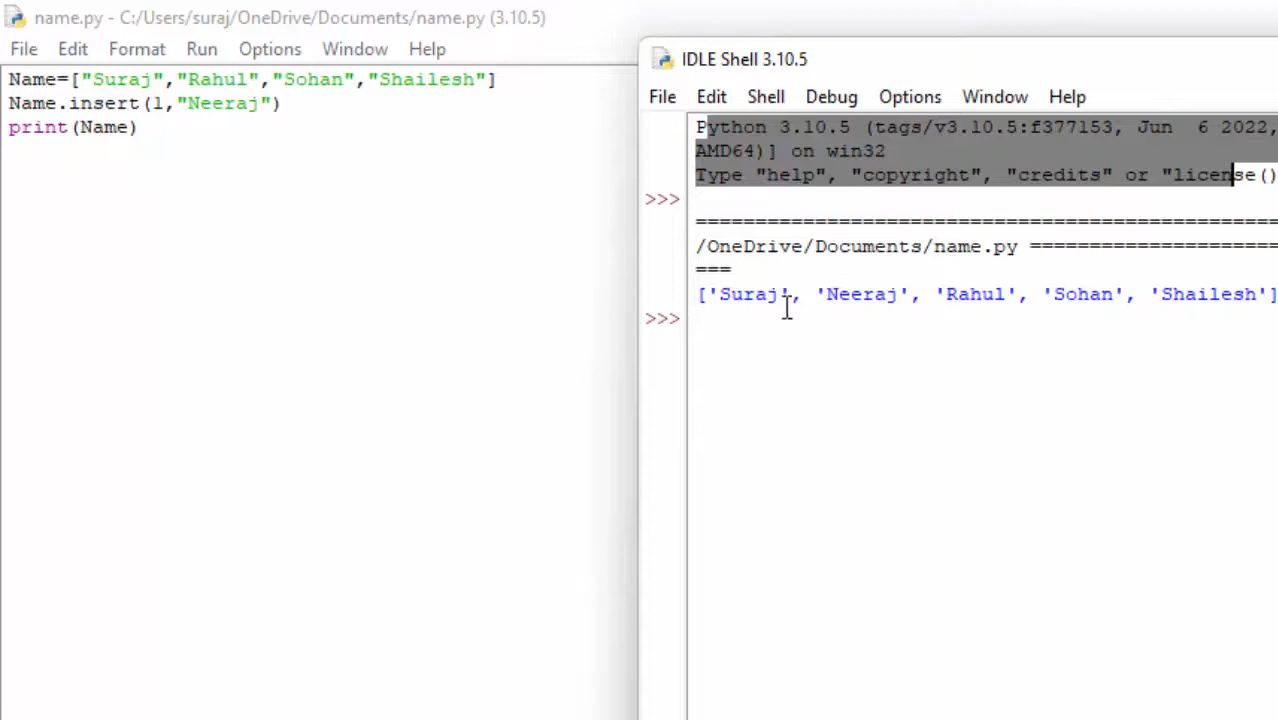 name.py - C:/Users/suraj/OneDrive/Documents/name.py (3.10.5)
File Edit Format Run Options Window Help
Name=["Suraj","Rahul","Sohan","Shailesh"]
Name.insert(1,"Neeraj")
print(Name)
IDLE Shell 3.10.5
File Edit Shell Debug Options Window Help
Python 3.10.5 (tags/v3.10.5:f377153, Jun  6 2022,
AMD64)] on win32
Type "help", "copyright", "credits" or "license()
>>>
=================================================
/OneDrive/Documents/name.py =====================
===
['Suraj', 'Neeraj', 'Rahul', 'Sohan', 'Shailesh']
>>>